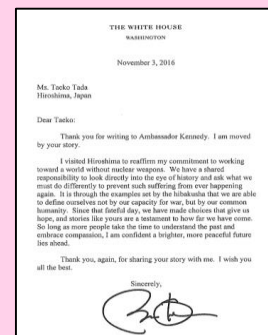 THE WHITE HOUSE
WASHINGTON
November 3, 2016
Ms. Taeko Tada
Hiroshima, Japan
Dear Taeko:
Thank you for writing to Ambassador Kennedy. I am moved
by your story.
I visited Hiroshima to reaffirm my commitment to working
toward a world without nuclear weapons. We have a shared
responsibility to look directly into the eye of history and ask what we
must do differently to prevent such suffering from ever happening
again. It is through the examples set by the hibakusha that we are able
to define ourselves not by our capacity for war, but by our common
humanity. Since that fateful day, we have made choices that give us
hope, and stories like yours are a testament to how far we have come.
So long as more people take the time to understand the past and
embrace compassion, I am confident a brighter, more peaceful future
lies ahead.
Thank you, again, for sharing your story with me. I wish you
all the best.
Sincerely,